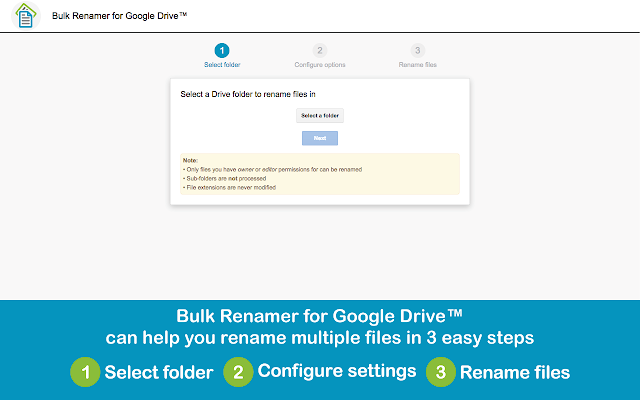 Bulk Renamer for Google Drive™
1 2 3
Select folder Configure options Rename files
Select a Drive folder to rename files in
Select a folder
Next
Note:
• Only files you have owner or editor permissions for can be renamed
• Sub-folders are not processed
• File extensions are never modified
Bulk Renamer for Google Drive™
can help you rename multiple files in 3 easy steps
1 Select folder 2 Configure settings 3 Rename files